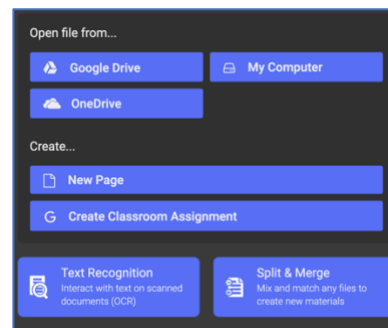 Open file from...
Google Drive
My Computer
OneDrive
Create...
New Page
G Create Classroom Assignment
Text Recognition
Interact with text on scanned
documents (OCR)
Split & Merge
Mix and match any files to
create new materials